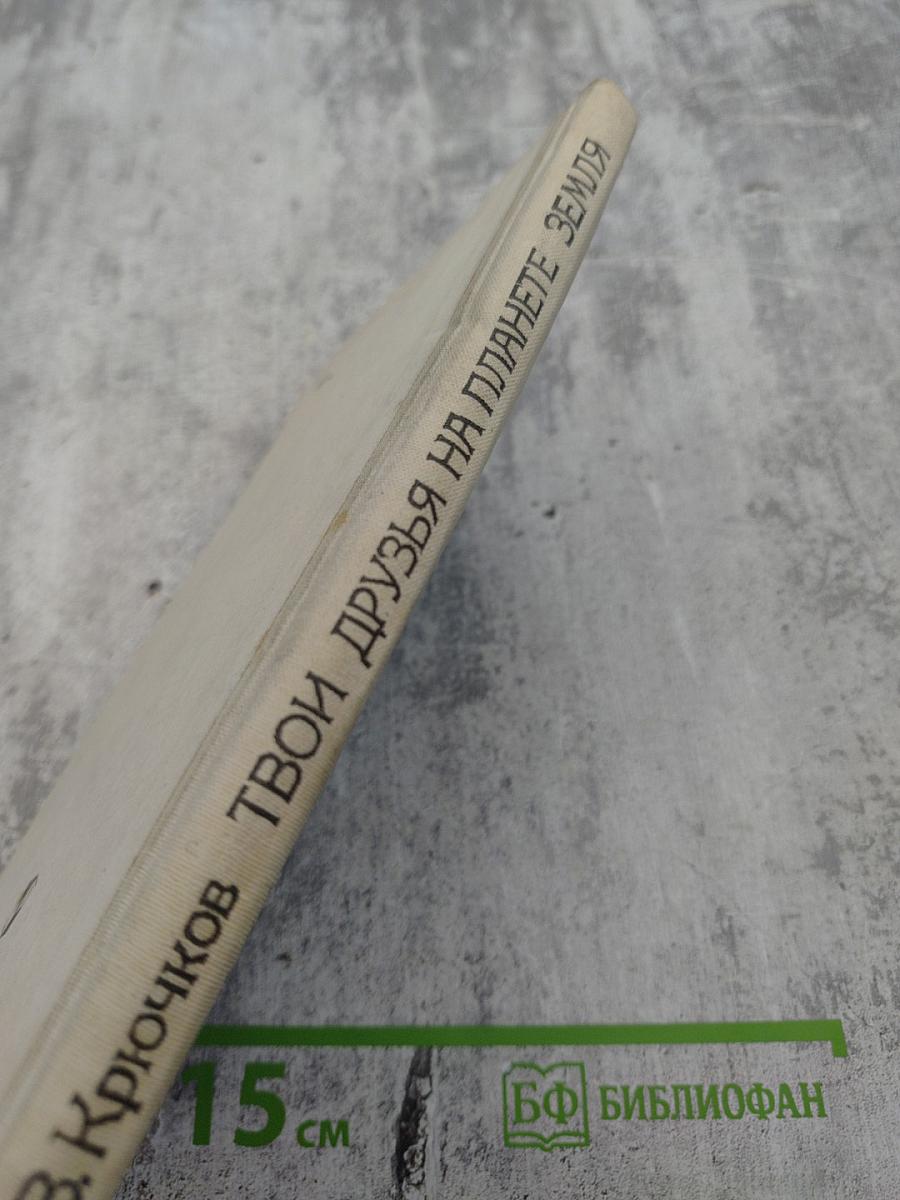 В. Крючков ТВОИ ДРУЗЬЯ НА ПЛАНЕТЕ ЗЕМЛЯ
15 см
БФ БИБЛИОФАН